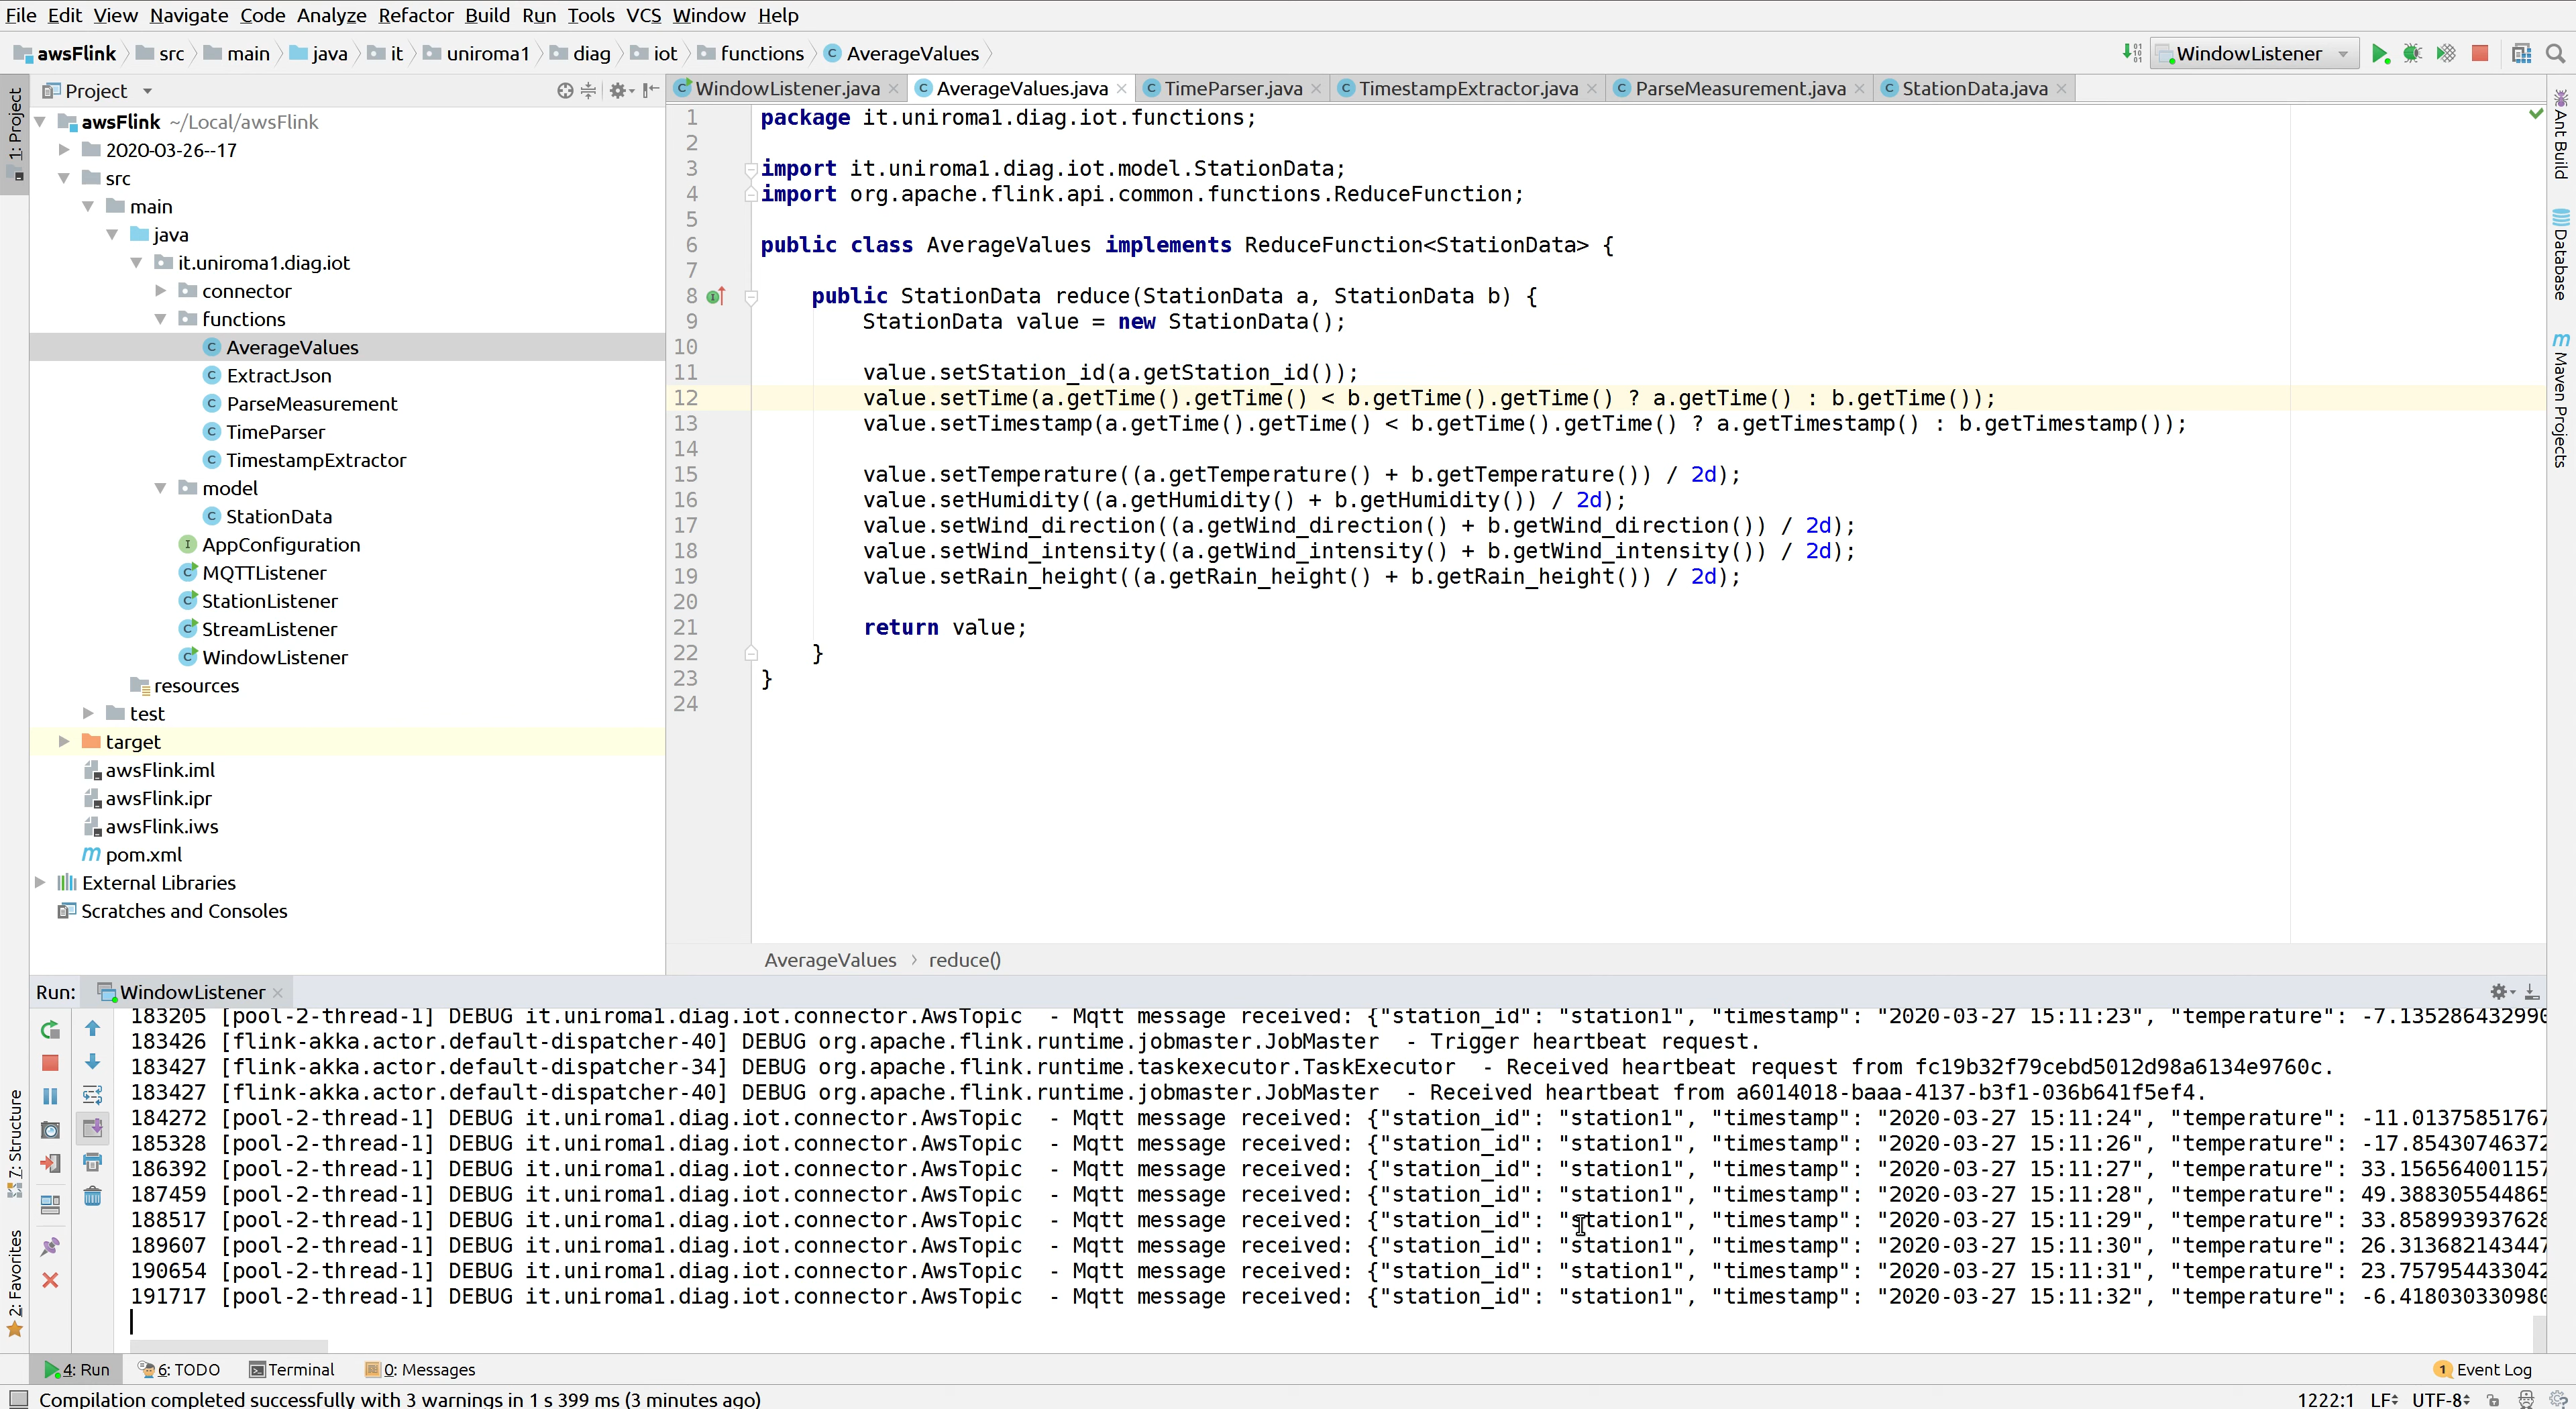 File Edit View Navigate Code Analyze Refactor Build Run Tools VCS Window Help
awsFlink src main java it uniroma1 diag iot functions AverageValues
WindowListener
Project
WindowListener.java AverageValues.java TimeParser.java TimestampExtractor.java ParseMeasurement.java StationData.java
1: Project
7: Structure
2: Favorites
awsFlink ~/Local/awsFlink
2020-03-26--17
src
main
java
it.uniroma1.diag.iot
connector
functions
AverageValues
ExtractJson
ParseMeasurement
TimeParser
TimestampExtractor
model
StationData
AppConfiguration
MQTTListener
StationListener
StreamListener
WindowListener
resources
test
target
awsFlink.iml
awsFlink.ipr
awsFlink.iws
pom.xml
External Libraries
Scratches and Consoles
1 package it.uniroma1.diag.iot.functions;
2
3 import it.uniroma1.diag.iot.model.StationData;
4 import org.apache.flink.api.common.functions.ReduceFunction;
5
6 public class AverageValues implements ReduceFunction<StationData> {
7
8 public StationData reduce(StationData a, StationData b) {
9 StationData value = new StationData();
10
11 value.setStation_id(a.getStation_id());
12 value.setTime(a.getTime().getTime() < b.getTime().getTime() ? a.getTime() : b.getTime());
13 value.setTimestamp(a.getTime().getTime() < b.getTime().getTime() ? a.getTimestamp() : b.getTimestamp());
14
15 value.setTemperature((a.getTemperature() + b.getTemperature()) / 2d);
16 value.setHumidity((a.getHumidity() + b.getHumidity()) / 2d);
17 value.setWind_direction((a.getWind_direction() + b.getWind_direction()) / 2d);
18 value.setWind_intensity((a.getWind_intensity() + b.getWind_intensity()) / 2d);
19 value.setRain_height((a.getRain_height() + b.getRain_height()) / 2d);
20
21 return value;
22 }
23 }
24
AverageValues reduce()
Ant Build
Database
Maven Projects
Run: WindowListener
183205 [pool-2-thread-1] DEBUG it.uniroma1.diag.iot.connector.AwsTopic - Mqtt message received: {"station_id": "station1", "timestamp": "2020-03-27 15:11:23", "temperature": -7.135286432990
183426 [flink-akka.actor.default-dispatcher-40] DEBUG org.apache.flink.runtime.jobmaster.JobMaster - Trigger heartbeat request.
183427 [flink-akka.actor.default-dispatcher-34] DEBUG org.apache.flink.runtime.taskexecutor.TaskExecutor - Received heartbeat request from fc19b32f79cebd5012d98a6134e9760c.
183427 [flink-akka.actor.default-dispatcher-40] DEBUG org.apache.flink.runtime.jobmaster.JobMaster - Received heartbeat from a6014018-baaa-4137-b3f1-036b641f5ef4.
184272 [pool-2-thread-1] DEBUG it.uniroma1.diag.iot.connector.AwsTopic - Mqtt message received: {"station_id": "station1", "timestamp": "2020-03-27 15:11:24", "temperature": -11.01375851767
185328 [pool-2-thread-1] DEBUG it.uniroma1.diag.iot.connector.AwsTopic - Mqtt message received: {"station_id": "station1", "timestamp": "2020-03-27 15:11:26", "temperature": -17.85430746372
186392 [pool-2-thread-1] DEBUG it.uniroma1.diag.iot.connector.AwsTopic - Mqtt message received: {"station_id": "station1", "timestamp": "2020-03-27 15:11:27", "temperature": 33.156564001157
187459 [pool-2-thread-1] DEBUG it.uniroma1.diag.iot.connector.AwsTopic - Mqtt message received: {"station_id": "station1", "timestamp": "2020-03-27 15:11:28", "temperature": 49.388305544865
188517 [pool-2-thread-1] DEBUG it.uniroma1.diag.iot.connector.AwsTopic - Mqtt message received: {"station_id": "station1", "timestamp": "2020-03-27 15:11:29", "temperature": 33.858993937628
189607 [pool-2-thread-1] DEBUG it.uniroma1.diag.iot.connector.AwsTopic - Mqtt message received: {"station_id": "station1", "timestamp": "2020-03-27 15:11:30", "temperature": 26.313682143447
190654 [pool-2-thread-1] DEBUG it.uniroma1.diag.iot.connector.AwsTopic - Mqtt message received: {"station_id": "station1", "timestamp": "2020-03-27 15:11:31", "temperature": 23.757954433042
191717 [pool-2-thread-1] DEBUG it.uniroma1.diag.iot.connector.AwsTopic - Mqtt message received: {"station_id": "station1", "timestamp": "2020-03-27 15:11:32", "temperature": -6.418030330980
4: Run 6: TODO Terminal 0: Messages 1 Event Log
Compilation completed successfully with 3 warnings in 1 s 399 ms (3 minutes ago) 1222:1 LF UTF-8